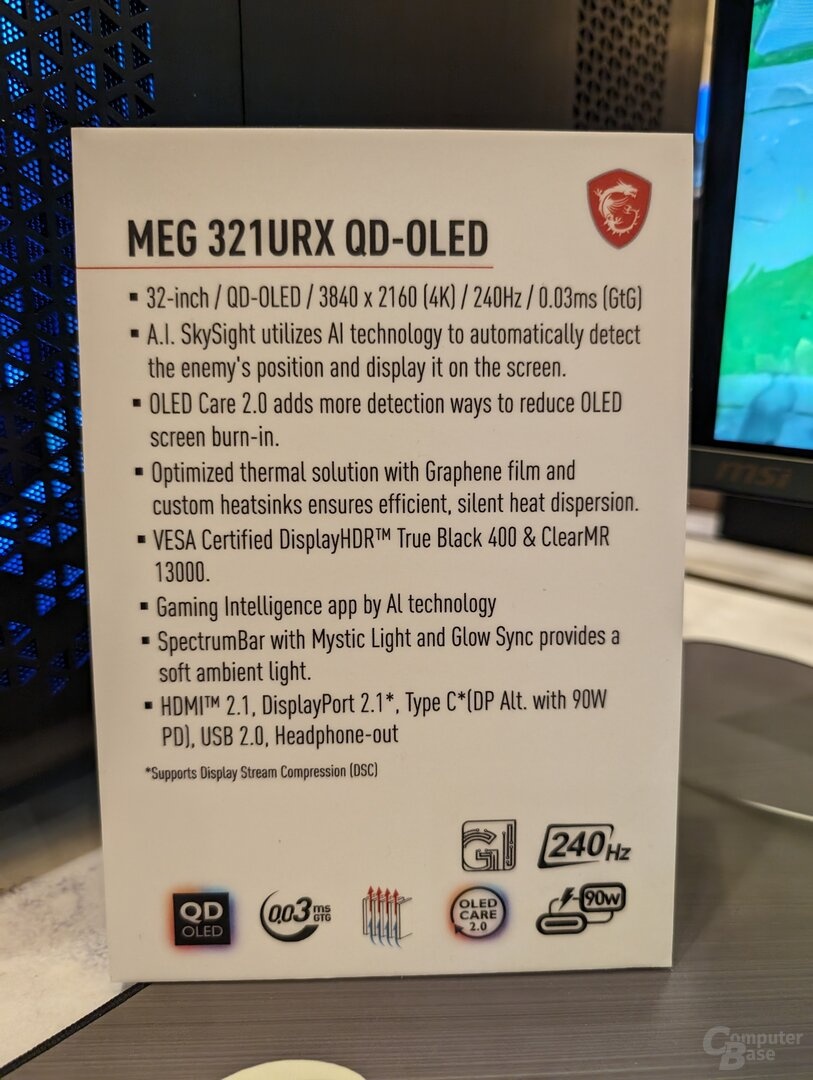 MEG 321URX QD-OLED
▪ 32-inch / QD-OLED / 3840 x 2160 (4K) / 240Hz / 0.03ms (GtG)
▪ A.I. SkySight utilizes AI technology to automatically detect
the enemy's position and display it on the screen.
▪ OLED Care 2.0 adds more detection ways to reduce OLED
screen burn-in.
▪ Optimized thermal solution with Graphene film and
custom heatsinks ensures efficient, silent heat dispersion.
▪ VESA Certified DisplayHDR™ True Black 400 & ClearMR
13000.
▪ Gaming Intelligence app by AI technology
▪ SpectrumBar with Mystic Light and Glow Sync provides a
soft ambient light.
▪ HDMI™ 2.1, DisplayPort 2.1*, Type C*(DP Alt. with 90W
PD), USB 2.0, Headphone-out
*Supports Display Stream Compression (DSC)
GI
240Hz
QD
OLED
0,03 ms
GTG
OLED
CARE
2.0
90W
msi
ComputerBase